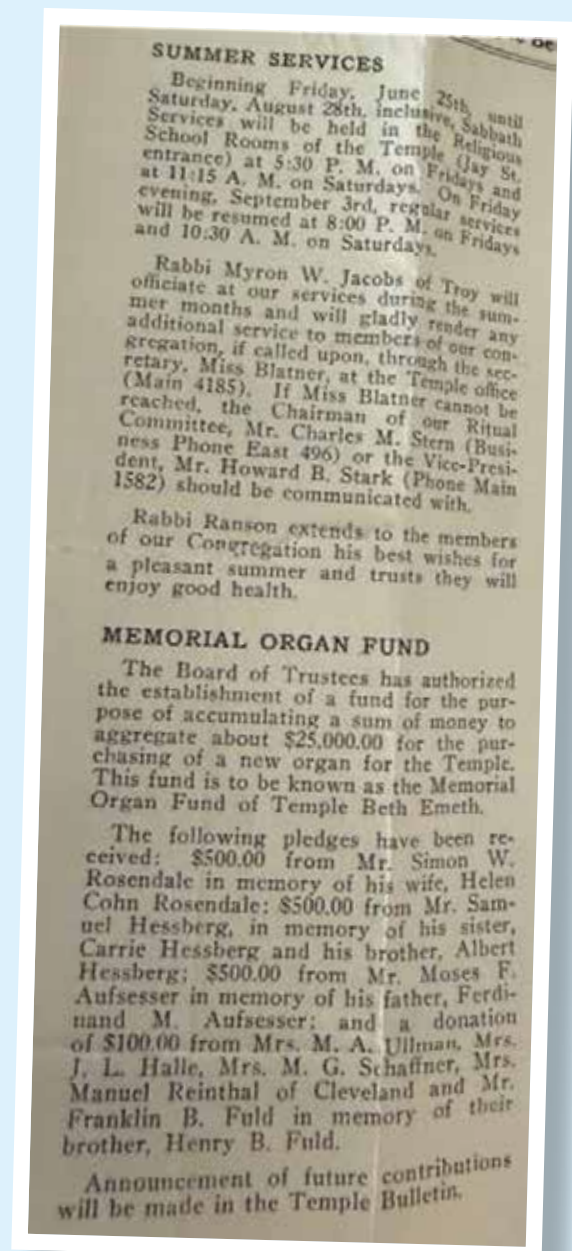 SUMMER SERVICES
Beginning Friday, June 25th, until
Saturday, August 28th, inclusive, Sabbath
Services will be held in the Religious
School Rooms of the Temple (Jay St.
entrance) at 5:30 P. M. on Fridays and
at 11:15 A. M. on Saturdays. On Friday
evening, September 3rd, regular services
will be resumed at 8:00 P. M. on Fridays
and 10:30 A. M. on Saturdays.
Rabbi Myron W. Jacobs of Troy will
officiate at our services during the sum-
mer months and will gladly render any
additional service to members of our con-
gregation, if called upon, through the sec-
retary, Miss Blatner, at the Temple office
(Main 4185). If Miss Blatner cannot be
reached, the Chairman of our Ritual
Committee, Mr. Charles M. Stern (Busi-
ness Phone East 496) or the Vice-Presi-
dent, Mr. Howard B. Stark (Phone Main
1582) should be communicated with.
Rabbi Ranson extends to the members
of our Congregation his best wishes for
a pleasant summer and trusts they will
enjoy good health.
MEMORIAL ORGAN FUND
The Board of Trustees has authorized
the establishment of a fund for the pur-
pose of accumulating a sum of money to
aggregate about $25,000.00 for the pur-
chasing of a new organ for the Temple.
This fund is to be known as the Memorial
Organ Fund of Temple Beth Emeth.
The following pledges have been re-
ceived: $500.00 from Mr. Simon W.
Rosendale in memory of his wife, Helen
Cohn Rosendale; $500.00 from Mr. Sam-
uel Hessberg, in memory of his sister,
Carrie Hessberg and his brother, Albert
Hessberg; $500.00 from Mr. Moses F.
Aufsesser in memory of his father, Ferdi-
nand M. Aufsesser; and a donation
of $100.00 from Mrs. M. A. Ullman, Mrs.
J. L. Halle, Mrs. M. G. Schaffner, Mrs.
Manuel Reinthal of Cleveland and Mr.
Franklin B. Fuld in memory of their
brother, Henry B. Fuld.
Announcement of future contributions
will be made in the Temple Bulletin.